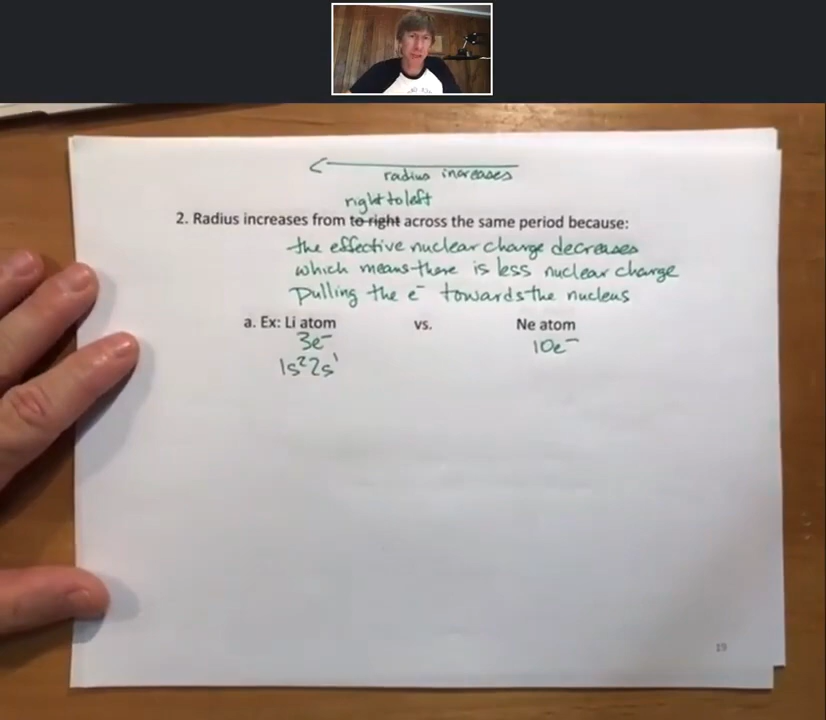 radius increases
right to left
2. Radius increases from to right across the same period because:
the effective nuclear charge decreases
which means there is less nuclear charge
pulling the e⁻ towards the nucleus
a. Ex: Li atom vs. Ne atom
3e⁻ 10e⁻
1s²2s¹
19